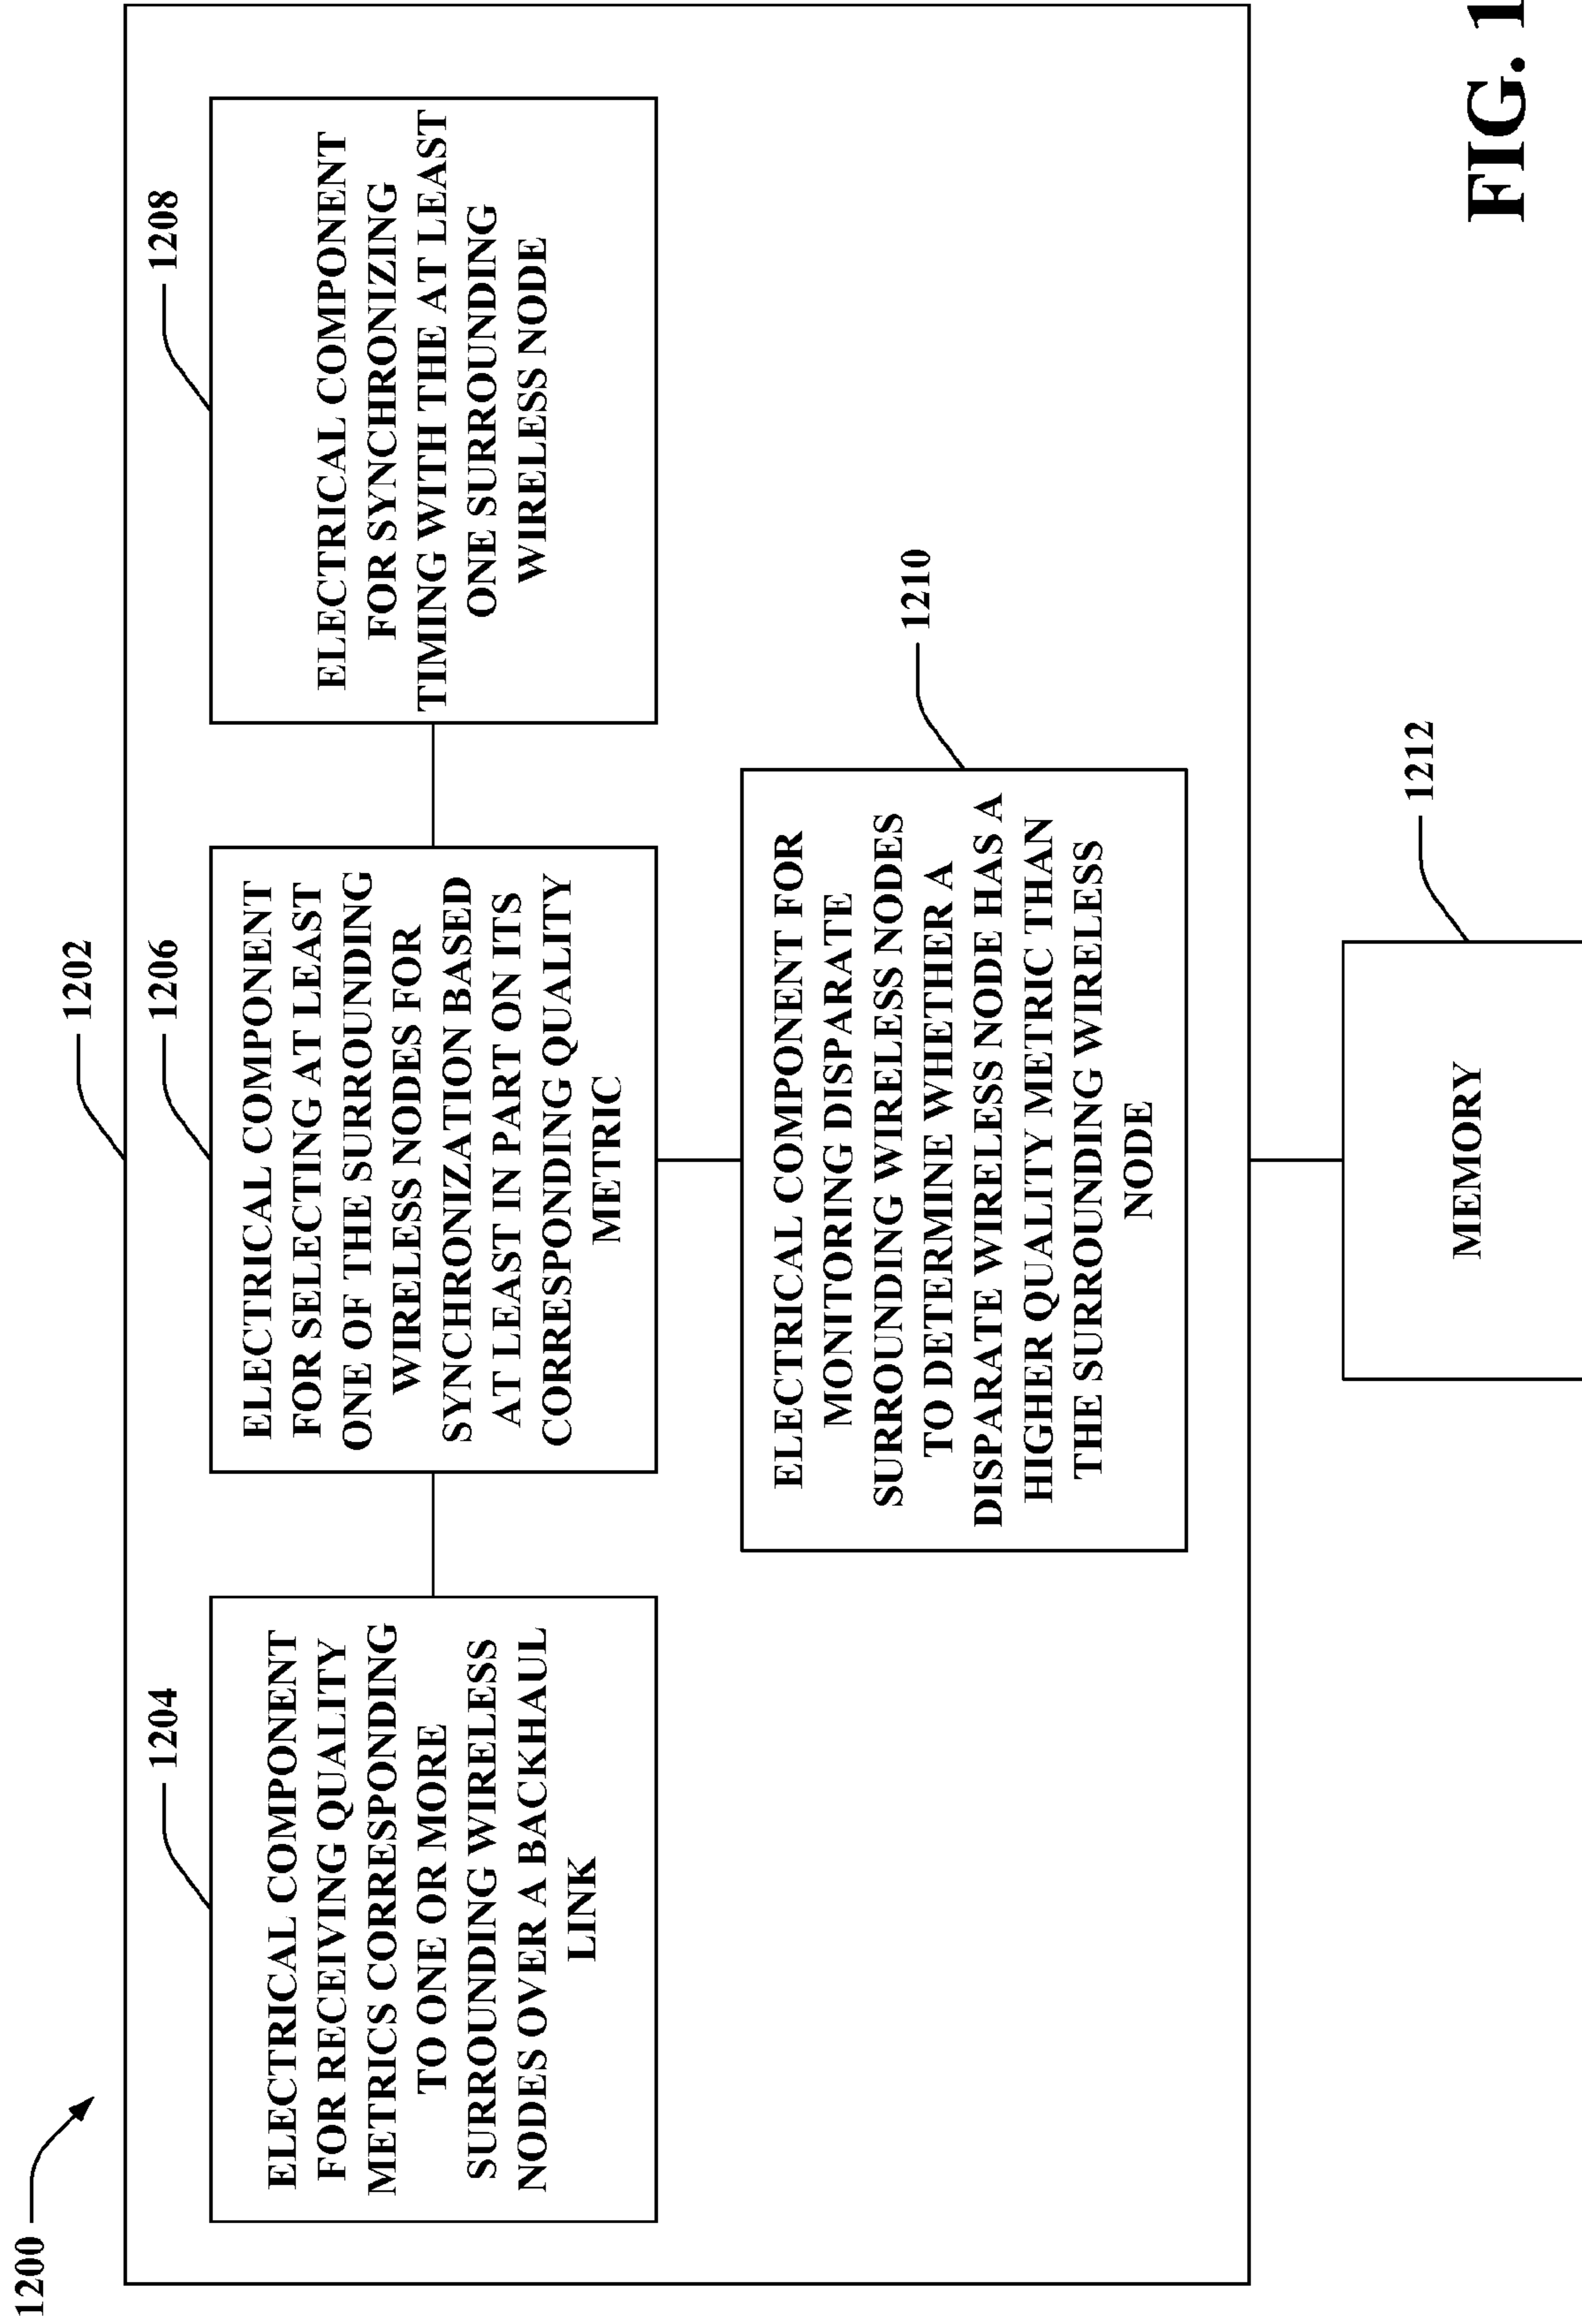 1200
1202
1204
ELECTRICAL COMPONENT
FOR RECEIVING QUALITY
METRICS CORRESPONDING
TO ONE OR MORE
SURROUNDING WIRELESS
NODES OVER A BACKHAUL
LINK
1206
ELECTRICAL COMPONENT
FOR SELECTING AT LEAST
ONE OF THE SURROUNDING
WIRELESS NODES FOR
SYNCHRONIZATION BASED
AT LEAST IN PART ON ITS
CORRESPONDING QUALITY
METRIC
1208
ELECTRICAL COMPONENT
FOR SYNCHRONIZING
TIMING WITH THE AT LEAST
ONE SURROUNDING
WIRELESS NODE
1210
ELECTRICAL COMPONENT FOR
MONITORING DISPARATE
SURROUNDING WIRELESS NODES
TO DETERMINE WHETHER A
DISPARATE WIRELESS NODE HAS A
HIGHER QUALITY METRIC THAN
THE SURROUNDING WIRELESS
NODE
1212
MEMORY
FIG. 1